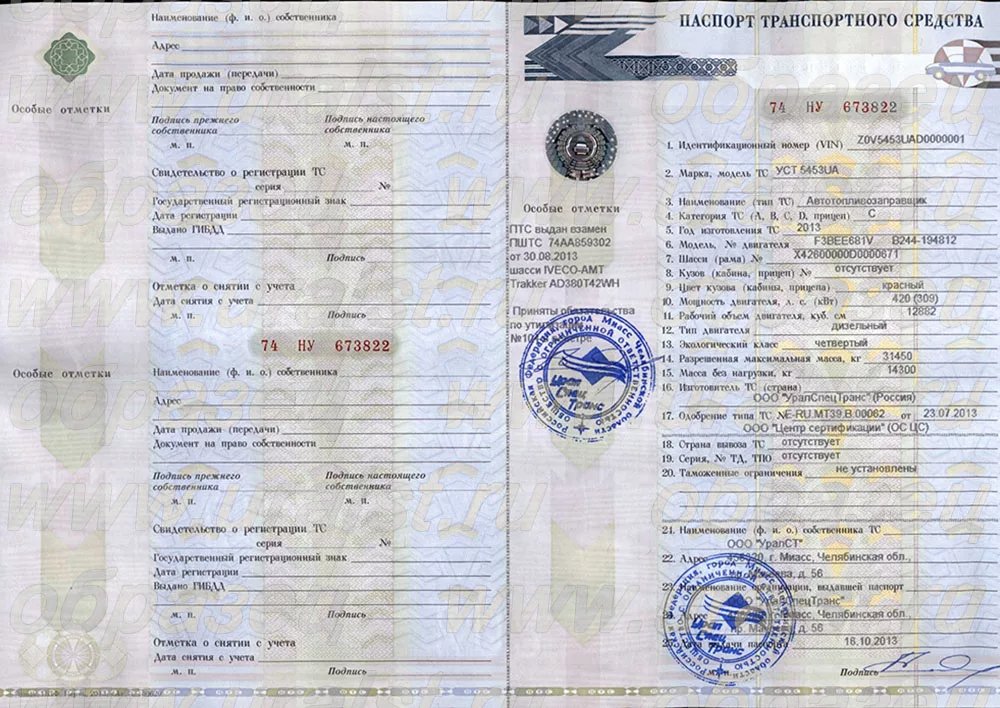 Наименование (ф. и. о.) собственника
Адрес
Дата продажи (передачи)
Документ на право собственности
Особые отметки
Подпись прежнего собственника
Подпись настоящего собственника
м. п.
м. п.
Свидетельство о регистрации ТС
серия №
Государственный регистрационный знак
Дата регистрации
Выдано ГИБДД
м. п. Подпись
Отметка о снятии с учета
Дата снятия с учета
м. п. Подпись
74 НУ 673822
Особые отметки
Наименование (ф. и. о.) собственника
Адрес
Дата продажи (передачи)
Документ на право собственности
Подпись прежнего собственника
Подпись настоящего собственника
м. п.
м. п.
Свидетельство о регистрации ТС
серия №
Государственный регистрационный знак
Дата регистрации
Выдано ГИБДД
м. п. Подпись
Отметка о снятии с учета
Дата снятия с учета
м. п. Подпись
ПАСПОРТ ТРАНСПОРТНОГО СРЕДСТВА
74 НУ 673822
Особые отметки
ПТС выдан взамен
ПШТС 74АА859302
от 30.08.2013
шасси IVECO-AMT
Trakker AD380T42WH
Приняты обязательства
по
1. Идентификационный номер (VIN) Z0V5453UAD0000001
2. Марка, модель ТС УСТ 5453UA
3. Наименование (тип ТС) Автотопливозаправщик
4. Категория ТС (A, B, C, D, прицеп) C
5. Год изготовления ТС 2013
6. Модель, № двигателя F3BEE681V B244-194812
7. Шасси (рама) № X42600000D0000671
8. Кузов (кабина, прицеп) № отсутствует
9. Цвет кузова (кабины, прицепа) красный
10. Мощность двигателя, л. с. (кВт) 420 (309)
11. Рабочий объем двигателя, куб. см 12882
12. Тип двигателя дизельный
13. Экологический класс четвертый
14. Разрешенная максимальная масса, кг 31450
15. Масса без нагрузки, кг 14300
16. Изготовитель ТС (страна)
ООО "УралСпецТранс" (Россия)
17. Одобрение типа ТС NE-RU.MT39.B.00062 от 23.07.2013
ООО "Центр сертификации" (ОС ЦС)
18. Страна вывоза ТС отсутствует
19. Серия, № ТД, ТПО отсутствует
20. Таможенные ограничения не установлены
21. Наименование (ф. и. о.) собственника ТС
ООО "УралСТ"
22. Адрес г. Миасс, Челябинская обл.,
д. 56
23. Наименование организации, выдавшей паспорт
24. Адрес Миасс, Челябинская обл.,
д. 56
16.10.2013
Подпись
Урал
Спец
Транс
Урал
Спец
Транс